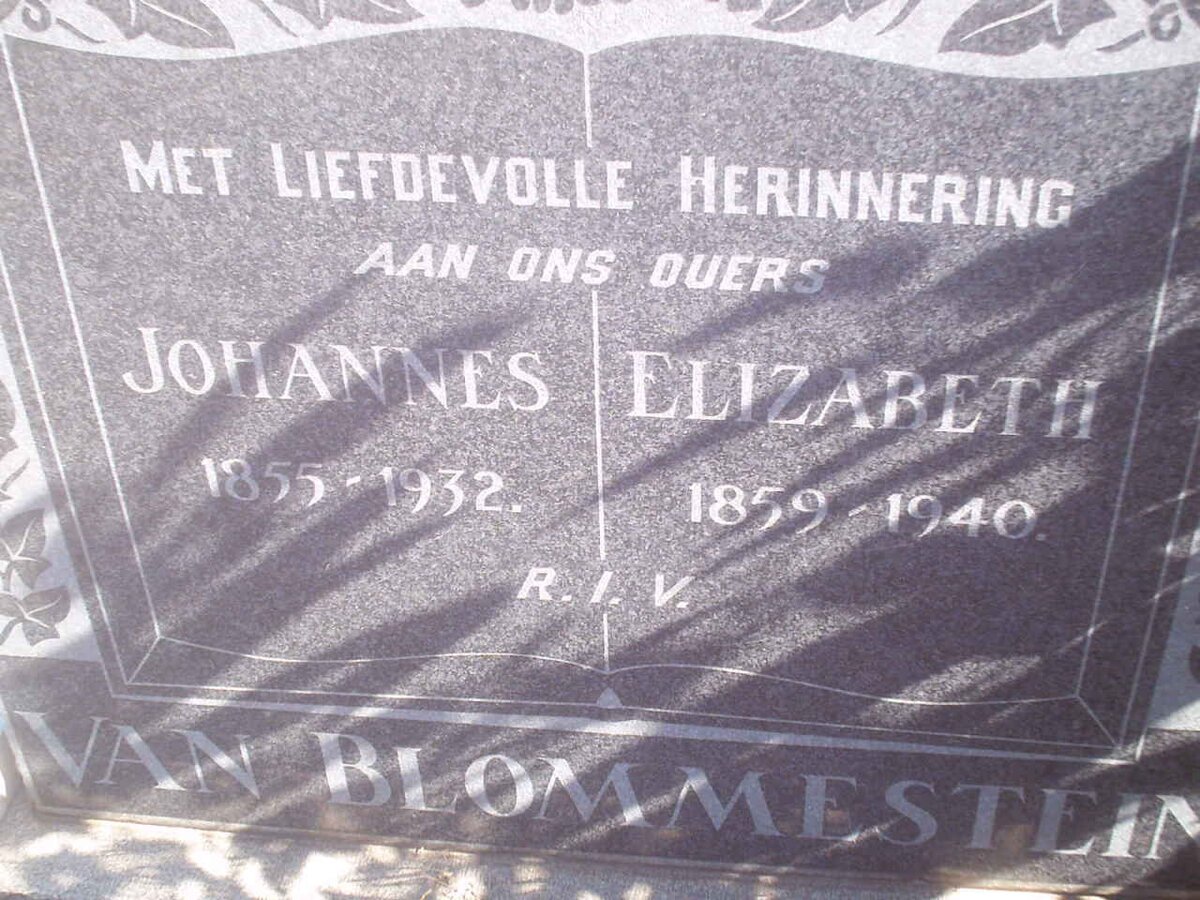 MET LIEFDEVOLLE HERINNERING
AAN ONS OUERS
JOHANNES ELIZABETH
1855-1932. 1859-1940.
R.I.V.
VAN BLOMMESTEIN